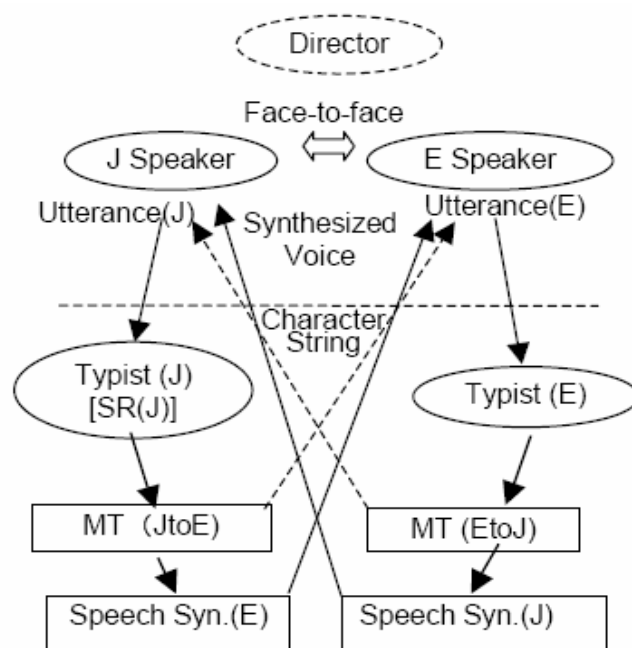 Director
Face-to-face
J Speaker
E Speaker
Utterance(J)
Utterance(E)
Synthesized
Voice
Character
String
Typist (J)
[SR(J)]
Typist (E)
MT （JtoE)
MT (EtoJ)
Speech Syn.(E)
Speech Syn.(J)